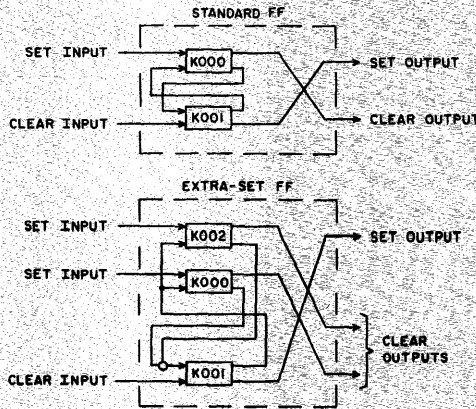 STANDARD FF
SET INPUT
K000
SET OUTPUT
CLEAR INPUT
K001
CLEAR OUTPUT
EXTRA-SET FF
SET INPUT
K002
SET OUTPUT
SET INPUT
K000
CLEAR
OUTPUTS
K001
CLEAR INPUT